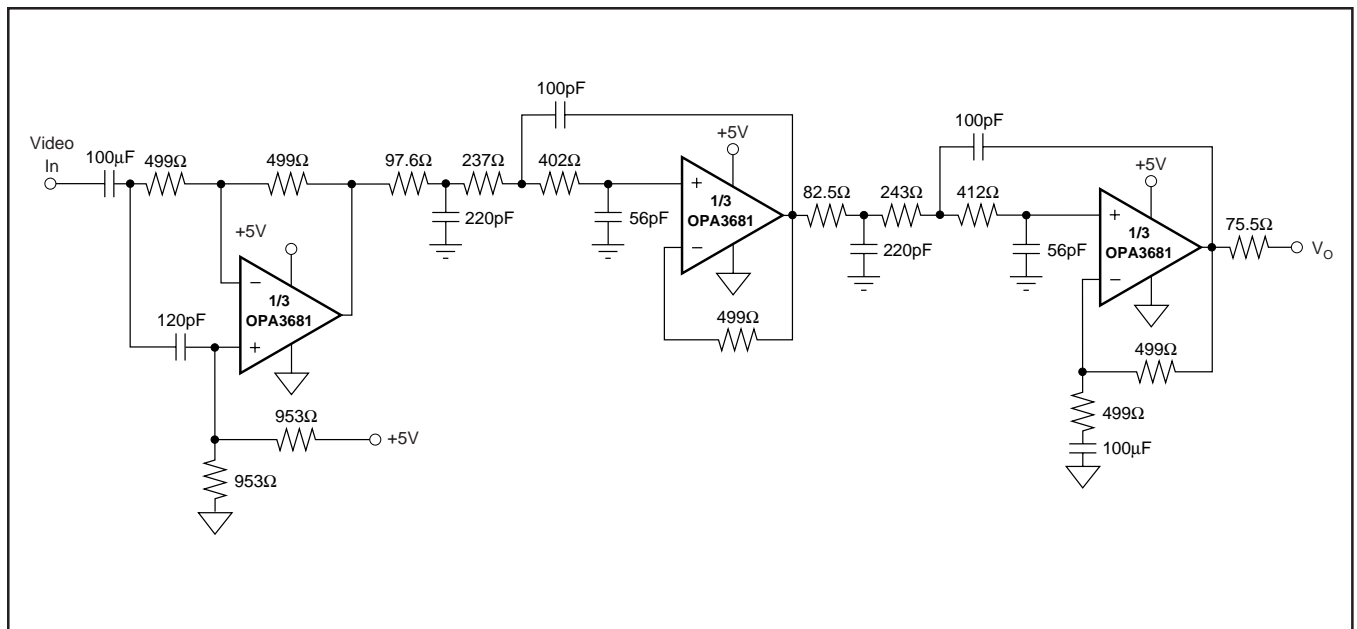 Video
In
100μF
499Ω
499Ω
+5V
1/3
OPA3681
−
+
120pF
953Ω
+5V
953Ω
97.6Ω
220pF
237Ω
100pF
402Ω
56pF
+5V
+
1/3
OPA3681
−
499Ω
82.5Ω
220pF
243Ω
100pF
412Ω
56pF
+5V
+
1/3
OPA3681
−
499Ω
499Ω
100μF
75.5Ω
VO